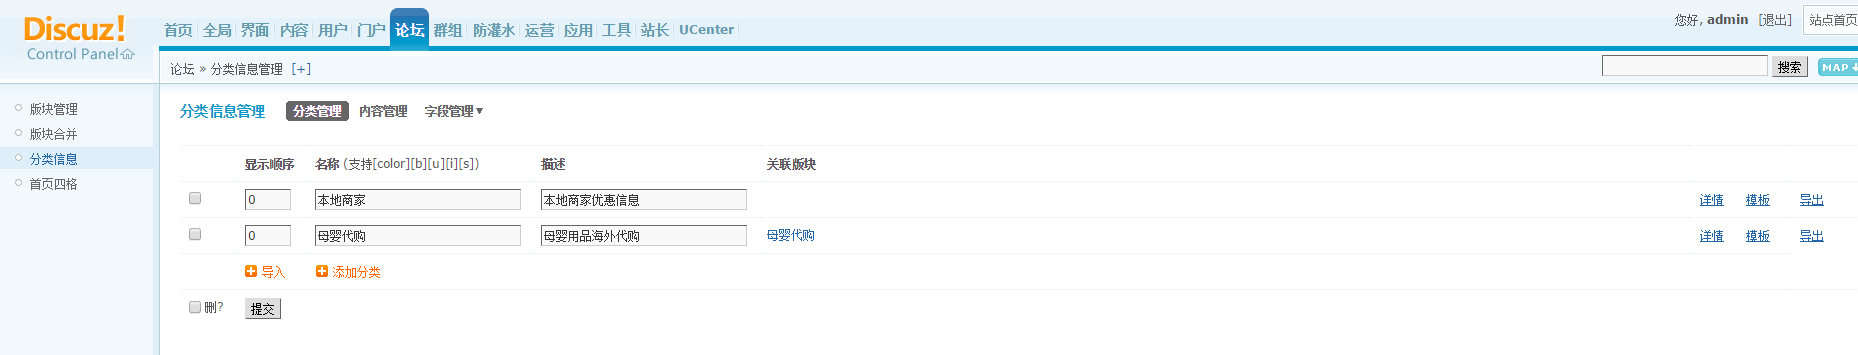 Discuz!
Control Panel
首页 全局 界面 内容 用户 门户 论坛 群组 防灌水 运营 应用 工具 站长 UCenter
您好, admin [退出] 站点首页
论坛 » 分类信息管理 [+]
搜索 MAP
版块管理
版块合并
分类信息
首页四格
分类信息管理 分类管理 内容管理 字段管理
显示顺序 名称 (支持[color][b][u][i][s]) 描述 关联版块
0 本地商家 本地商家优惠信息 详情 模板 导出
0 母婴代购 母婴用品海外代购 母婴代购 详情 模板 导出
导入 添加分类
删? 提交